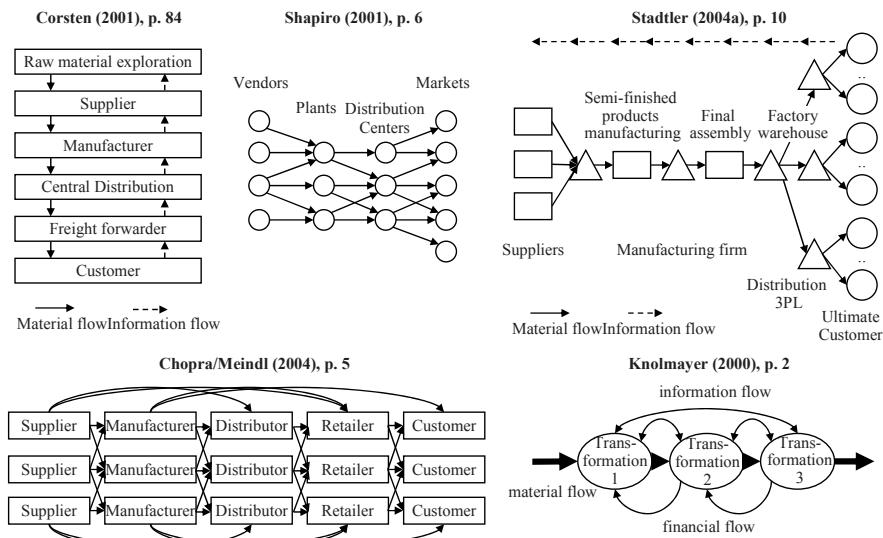 Corsten (2001), p. 84
Raw material exploration
Supplier
Manufacturer
Central Distribution
Freight forwarder
Customer
Material flow Information flow
Shapiro (2001), p. 6
Vendors
Markets
Plants
Distribution
Centers
Stadtler (2004a), p. 10
Semi-finished
products
manufacturing
Final
assembly
Factory
warehouse
Suppliers
Manufacturing firm
Distribution
3PL
Ultimate
Customer
..
..
..
Material flow Information flow
Chopra/Meindl (2004), p. 5
Supplier Manufacturer Distributor Retailer Customer
Supplier Manufacturer Distributor Retailer Customer
Supplier Manufacturer Distributor Retailer Customer
Knolmayer (2000), p. 2
information flow
Trans-
formation
1
Trans-
formation
2
Trans-
formation
3
material flow
financial flow